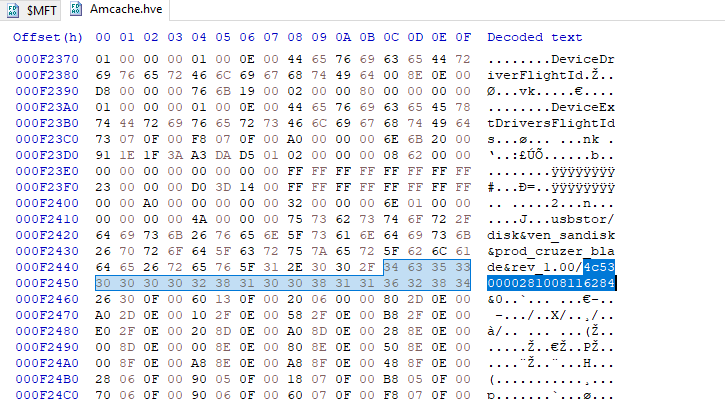 $MFT Amcache.hve
Offset(h) 00 01 02 03 04 05 06 07 08 09 0A 0B 0C 0D 0E 0F Decoded text
000F2370 01 00 00 00 01 00 0E 00 44 65 76 69 63 65 44 72 ........DeviceDr
000F2380 69 76 65 72 46 6C 69 67 68 74 49 64 00 8E 0E 00 iverFlightId.Ž..
000F2390 D8 00 00 00 76 6B 19 00 02 00 00 80 00 00 00 00 Ø...vk.....€....
000F23A0 01 00 00 00 01 00 0E 00 44 65 76 69 63 65 45 78 ........DeviceExt
000F23C0 74 44 72 69 76 65 72 73 46 6C 69 67 68 74 49 64 tDriversFlightId
000F23C0 73 07 0F 00 F8 07 0F 00 A0 00 00 00 6E 6B 20 00 s...ø... ...nk .
000F23D0 91 1E 1F 3A A3 DA D5 01 02 00 00 00 08 62 00 00 ‘..:£ÚÕ......b..
000F23E0 00 00 00 00 00 00 00 00 FF FF FF FF FF FF FF FF ........ÿÿÿÿÿÿÿÿ
000F23F0 23 00 00 00 D0 3D 14 00 FF FF FF FF FF FF FF FF #...Ð=..ÿÿÿÿÿÿÿÿ
000F2400 00 00 A0 00 00 00 00 00 32 00 00 00 6E 01 00 00 .. .....2...n...
000F2410 00 00 00 00 4A 00 00 00 75 73 62 73 74 6F 72 2F ....J...usbstor/
000F2420 64 69 73 6B 26 76 65 6E 5F 73 61 6E 64 69 73 6B disk&ven_sandisk
000F2430 26 70 72 6F 64 5F 63 72 75 7A 65 72 5F 62 6C 61 &prod_cruzer_bla
000F2440 64 65 26 72 65 76 5F 31 2E 30 30 2F 34 63 35 33 de&rev_1.00/4c53
000F2450 30 30 30 30 32 38 31 30 30 38 31 31 36 32 38 34 0000281008116284
000F2460 26 30 0F 00 60 13 0F 00 20 06 00 00 80 2D 0E 00 &0..`... ...€-..
000F2470 A0 2D 0E 00 10 2F 0E 00 58 2F 0E 00 B8 2F 0E 00 -.../..X/..¸/..
000F2480 E0 2F 0E 00 20 8D 0E 00 A0 8D 0E 00 28 8E 0E 00 à/.. ... ...(Ž..
000F2490 00 8D 0E 00 00 8E 0E 00 80 8E 0E 00 50 8E 0E 00 .....Ž..€Ž..PŽ..
000F24A0 00 8F 0E 00 A8 8E 0E 00 A8 8F 0E 00 48 8F 0E 00 ....¨Ž..¨...H...
000F24B0 28 06 0F 00 90 05 0F 00 18 07 0F 00 B8 05 0F 00 (...........¸...
000F24C0 70 06 0F 00 90 06 0F 00 60 07 0F 00 F8 07 0F 00 p.......`...ø...